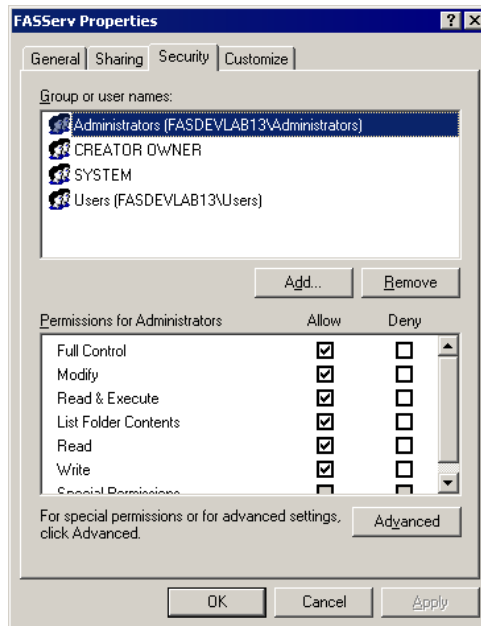 FASServ Properties
General Sharing Security Customize
Group or user names:
Administrators (FASDEVLAB13\Administrators)
CREATOR OWNER
SYSTEM
Users (FASDEVLAB13\Users)
Add... Remove
Permissions for Administrators Allow Deny
Full Control
Modify
Read & Execute
List Folder Contents
Read
Write
Special Permissions
For special permissions or for advanced settings, click Advanced.
Advanced
OK Cancel Apply